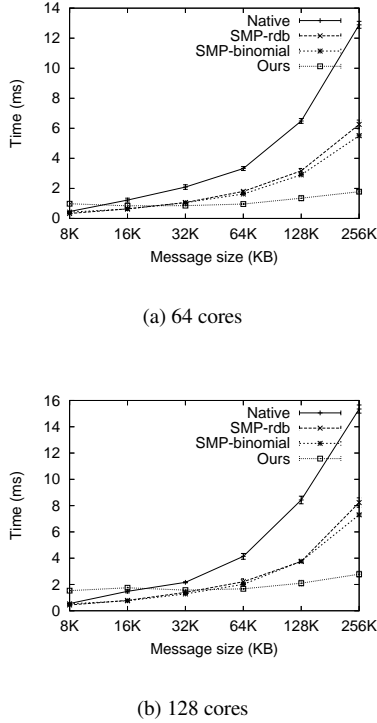 14
12
10
8
6
4
2
0
Time (ms)
Native
SMP-rdb
SMP-binomial
Ours
8K 16K 32K 64K 128K 256K
Message size (KB)
(a) 64 cores
16
14
12
10
8
6
4
2
0
Time (ms)
Native
SMP-rdb
SMP-binomial
Ours
8K 16K 32K 64K 128K 256K
Message size (KB)
(b) 128 cores